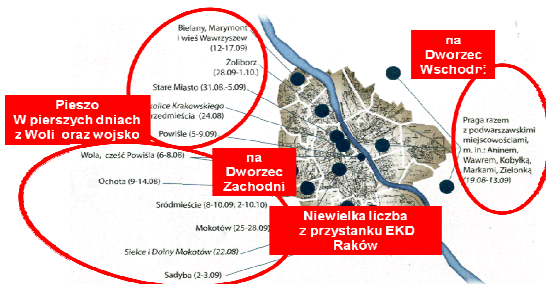 Bielany, Marymont
i wieś Wawrzyszew
(12-17.09)
Żoliborz
(28.09-1.10.)
Stare Miasto (31.08.-5.09)
okolice Krakowskiego
rzedmieścia (24.08)
Powiśle (5-9.09)
Wola, część Powiśla (6-8.08)
Ochota (9-14.08)
Śródmieście (8-10.09; 2-10.10)
Mokotów (25-28.09)
Sielce i Dolny Mokotów (22.08)
Sadyba (2-3.09)
Pieszo
W pierszych dniach
z Woli oraz wojsko
na
Dworzec
Zachodni
Niewielka liczba
z przystanku EKD
Raków
na
Dworzec
Wschodni
Praga razem
z podwarszawskimi
miejscowościami,
m. in.: Aninem,
Wawrem, Kobyłką,
Markami, Zielonką
(19.08-13.09)